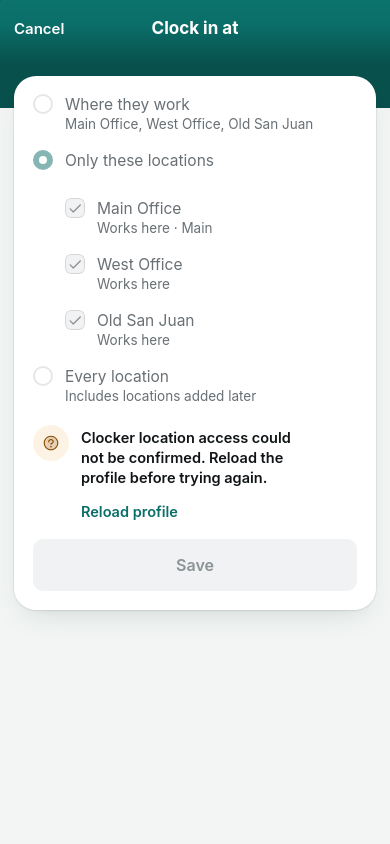 Cancel
Clock in at
Where they work
Main Office, West Office, Old San Juan
Only these locations
Main Office
Works here · Main
West Office
Works here
Old San Juan
Works here
Every location
Includes locations added later
Clocker location access could
not be confirmed. Reload the
profile before trying again.
Reload profile
Save